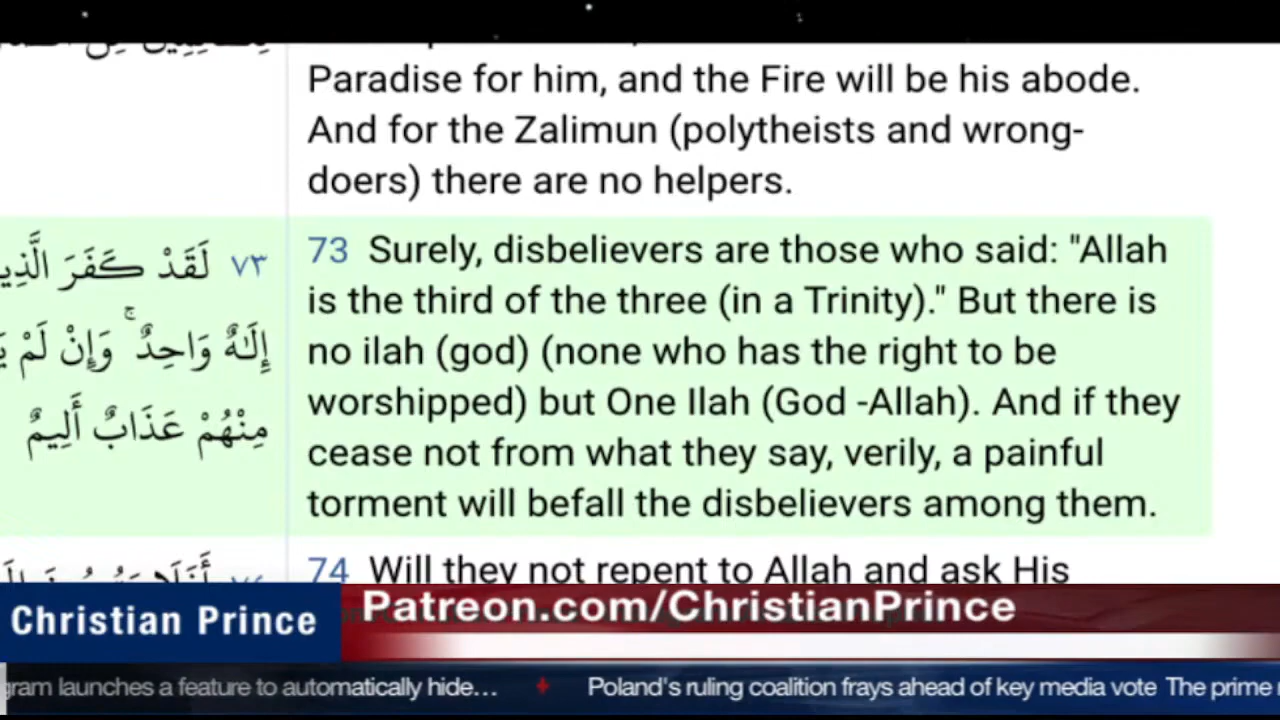 Paradise for him, and the Fire will be his abode.
And for the Zalimun (polytheists and wrong-
doers) there are no helpers.
٧٣ لَقَدْ كَفَرَ الَّذِي
إِلَٰهٌ وَاحِدٌ ۚ وَإِنْ لَمْ
مِنْهُمْ عَذَابٌ أَلِيمٌ
73 Surely, disbelievers are those who said: "Allah
is the third of the three (in a Trinity)." But there is
no ilah (god) (none who has the right to be
worshipped) but One Ilah (God -Allah). And if they
cease not from what they say, verily, a painful
torment will befall the disbelievers among them.
74 Will they not repent to Allah and ask His
Christian Prince
Patreon.com/ChristianPrince
gram launches a feature to automatically hide... Poland's ruling coalition frays ahead of key media vote The prime